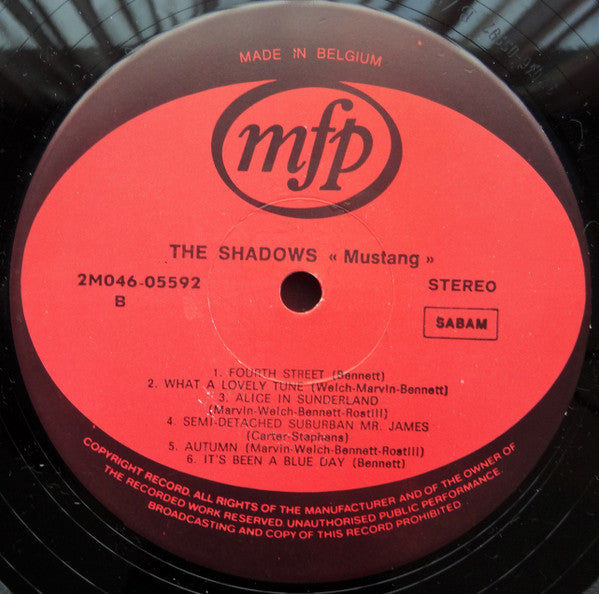 MADE IN BELGIUM
mfp
THE SHADOWS « Mustang »
2M046-05592
B
STEREO
SABAM
1. FOURTH STREET (Bennett)
2. WHAT A LOVELY TUNE (Welch-Marvin-Bennett)
3. ALICE IN SUNDERLAND
(Marvin-Welch-Bennett-RostIII)
4. SEMI-DETACHED SUBURBAN MR. JAMES
(Carter-Staphans)
5. AUTUMN (Marvin-Welch-Bennett-RostIII)
6. IT'S BEEN A BLUE DAY (Bennett)
COPYRIGHT RECORD. ALL RIGHTS OF THE MANUFACTURER AND OF THE OWNER OF
THE RECORDED WORK RESERVED UNAUTHORISED PUBLIC PERFORMANCE.
BROADCASTING AND COPY OF THIS RECORD PROHIBITED